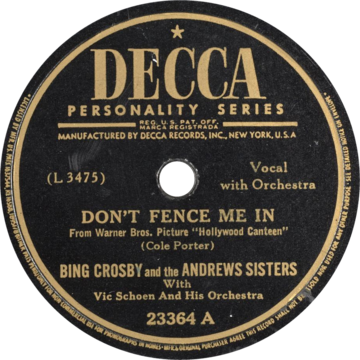 DECCA
PERSONALITY SERIES
REG. U.S. PAT. OFF.
MARCA REGISTRADA
MANUFACTURED BY DECCA RECORDS, INC., NEW YORK, U.S.A
(L 3475)
Vocal
with Orchestra
DON'T FENCE ME IN
From Warner Bros. Picture "Hollywood Canteen"
(Cole Porter)
BING CROSBY and the ANDREWS SISTERS
With
Vic Schoen And His Orchestra
23364 A